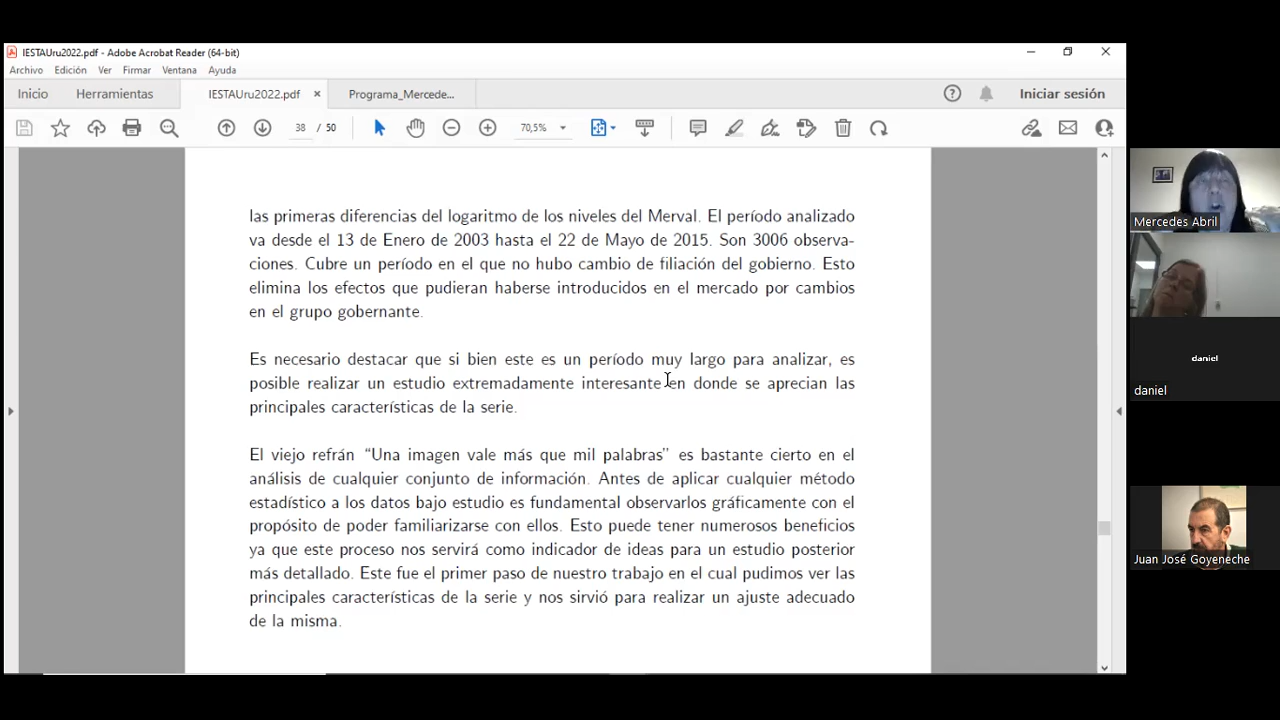 IESTAUru2022.pdf - Adobe Acrobat Reader (64-bit)
Archivo Edición Ver Firmar Ventana Ayuda
Inicio Herramientas IESTAUru2022.pdf × Programa_Mercede... Iniciar sesión
38 / 50 70,5%
las primeras diferencias del logaritmo de los niveles del Merval. El período analizado
va desde el 13 de Enero de 2003 hasta el 22 de Mayo de 2015. Son 3006 observa-
ciones. Cubre un período en el que no hubo cambio de filiación del gobierno. Esto
elimina los efectos que pudieran haberse introducidos en el mercado por cambios
en el grupo gobernante.
Es necesario destacar que si bien este es un período muy largo para analizar, es
posible realizar un estudio extremadamente interesante en donde se aprecian las
principales características de la serie.
El viejo refrán “Una imagen vale más que mil palabras” es bastante cierto en el
análisis de cualquier conjunto de información. Antes de aplicar cualquier método
estadístico a los datos bajo estudio es fundamental observarlos gráficamente con el
propósito de poder familiarizarse con ellos. Esto puede tener numerosos beneficios
ya que este proceso nos servirá como indicador de ideas para un estudio posterior
más detallado. Este fue el primer paso de nuestro trabajo en el cual pudimos ver las
principales características de la serie y nos sirvió para realizar un ajuste adecuado
de la misma.
Mercedes Abril
daniel
daniel
Juan José Goyeneche